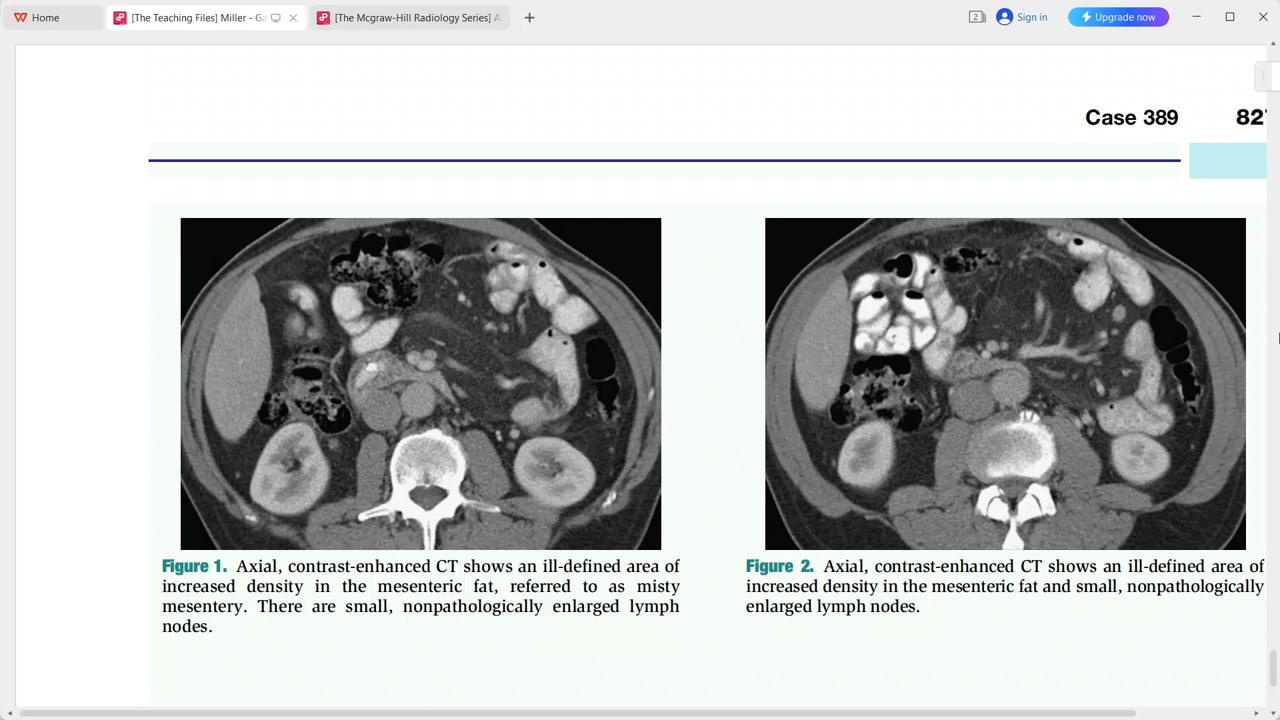 Home
[The Teaching Files] Miller - Ga
[The Mcgraw-Hill Radiology Series] A
2
Sign in
Upgrade now
Case 389
827
Figure 1. Axial, contrast-enhanced CT shows an ill-defined area of
increased density in the mesenteric fat, referred to as misty
mesentery. There are small, nonpathologically enlarged lymph
nodes.
Figure 2. Axial, contrast-enhanced CT shows an ill-defined area of
increased density in the mesenteric fat and small, nonpathologically
enlarged lymph nodes.